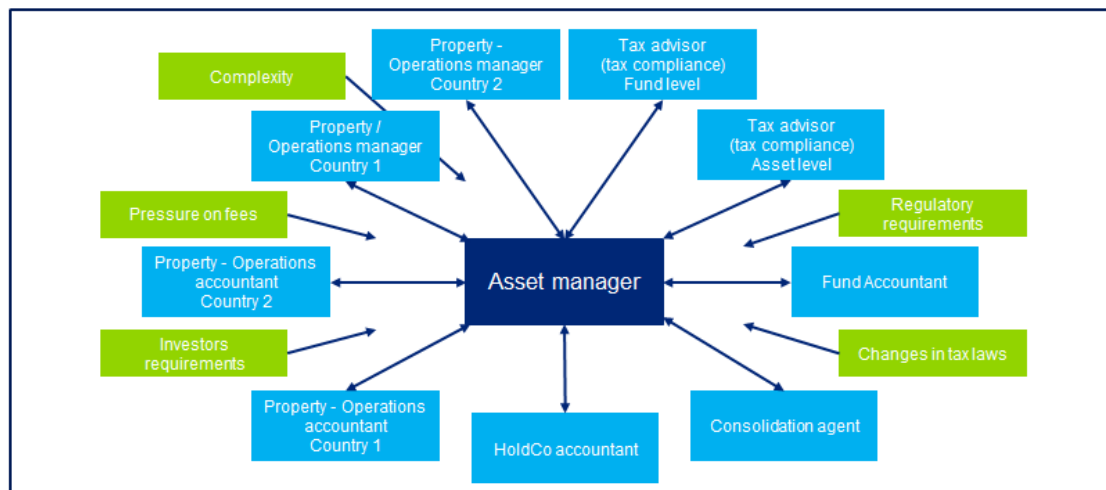 Property -
Operations manager
Country 2
Tax advisor
(tax compliance)
Fund level
Complexity
Property /
Operations manager
Country 1
Tax advisor
(tax compliance)
Asset level
Pressure on fees
Regulatory
requirements
Property - Operations
accountant
Country 2
Asset manager
Fund Accountant
Investors
requirements
Changes in tax laws
Property - Operations
accountant
Country 1
HoldCo accountant
Consolidation agent